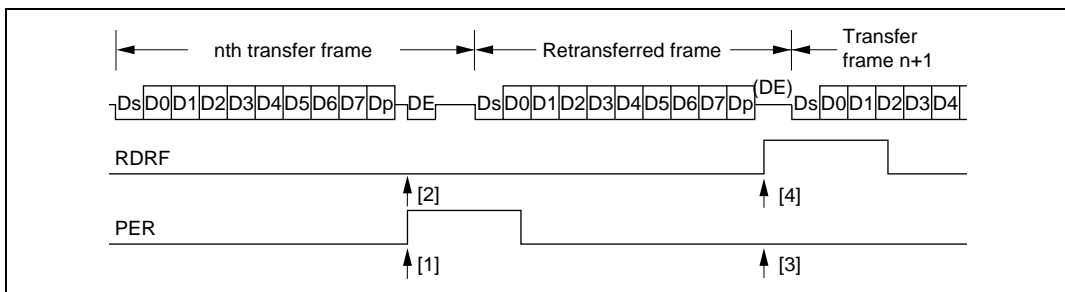 nth transfer frame Retransferred frame Transfer
frame n+1
(DE)
Ds D0 D1 D2 D3 D4 D5 D6 D7 Dp DE Ds D0 D1 D2 D3 D4 D5 D6 D7 Dp Ds D0 D1 D2 D3 D4
RDRF
[2] [4]
PER
[1] [3]